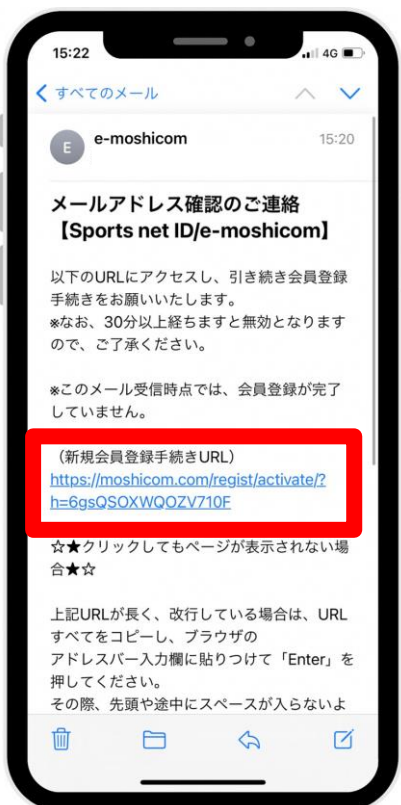 15:22
4G
すべてのメール
E
e-moshicom
15:20
メールアドレス確認のご連絡
【Sports net ID/e-moshicom】
以下のURLにアクセスし、引き続き会員登録
手続きをお願いいたします。
※なお、30分以上経ちますと無効となります
ので、ご了承ください。
※このメール受信時点では、会員登録が完了
していません。
（新規会員登録手続きURL）
https://moshicom.com/regist/activate/?
h=6gsQSOXWQOZV710F
☆★クリックしてもページが表示されない場
合★☆
上記URLが長く、改行している場合は、URL
すべてをコピーし、ブラウザの
アドレスバー入力欄に貼りつけて「Enter」を
押してください。
その際、先頭や途中にスペースが入らないよ